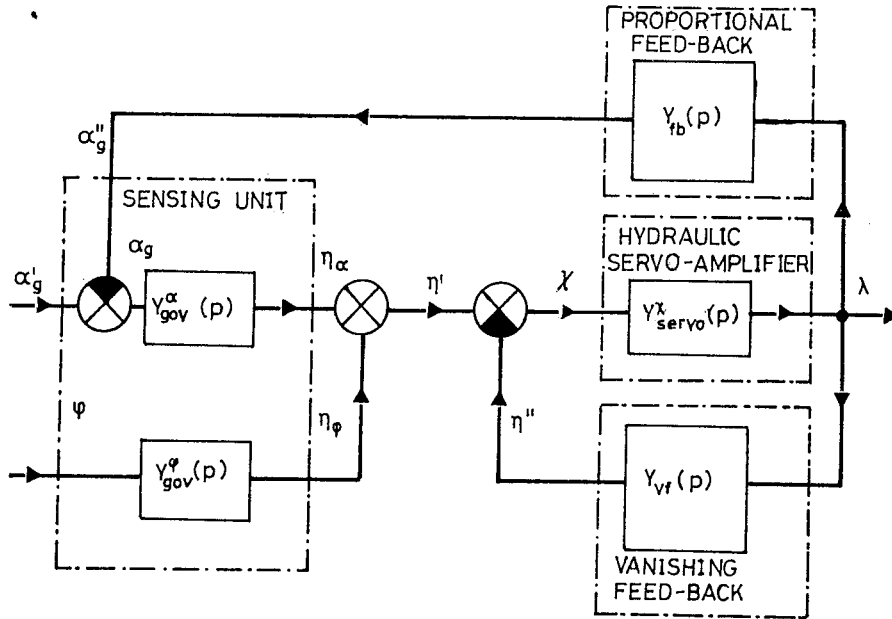 PROPORTIONAL
FEED-BACK
Y_fb(p)
α''_g
SENSING UNIT
α_g
α'_g
Y^α_gov(p)
η_α
η'
χ
HYDRAULIC
SERVO-AMPLIFIER
Y^χ_servo(p)
λ
φ
η_φ
η''
Y^φ_gov(p)
Y_vf(p)
VANISHING
FEED-BACK